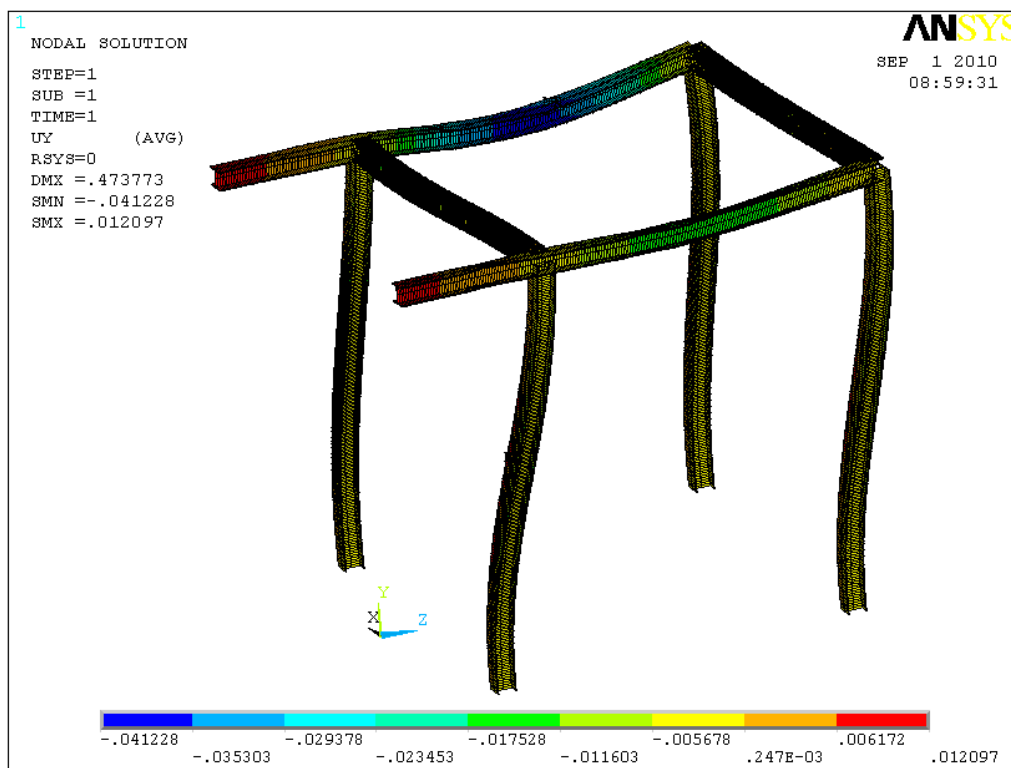 1
NODAL SOLUTION
STEP=1
SUB =1
TIME=1
UY (AVG)
RSYS=0
DMX =.473773
SMN =-.041228
SMX =.012097
ANSYS
SEP 1 2010
08:59:31
Y
X
Z
-.041228 -.029378 -.017528 -.005678 .006172
-.035303 -.023453 -.011603 .247E-03 .012097